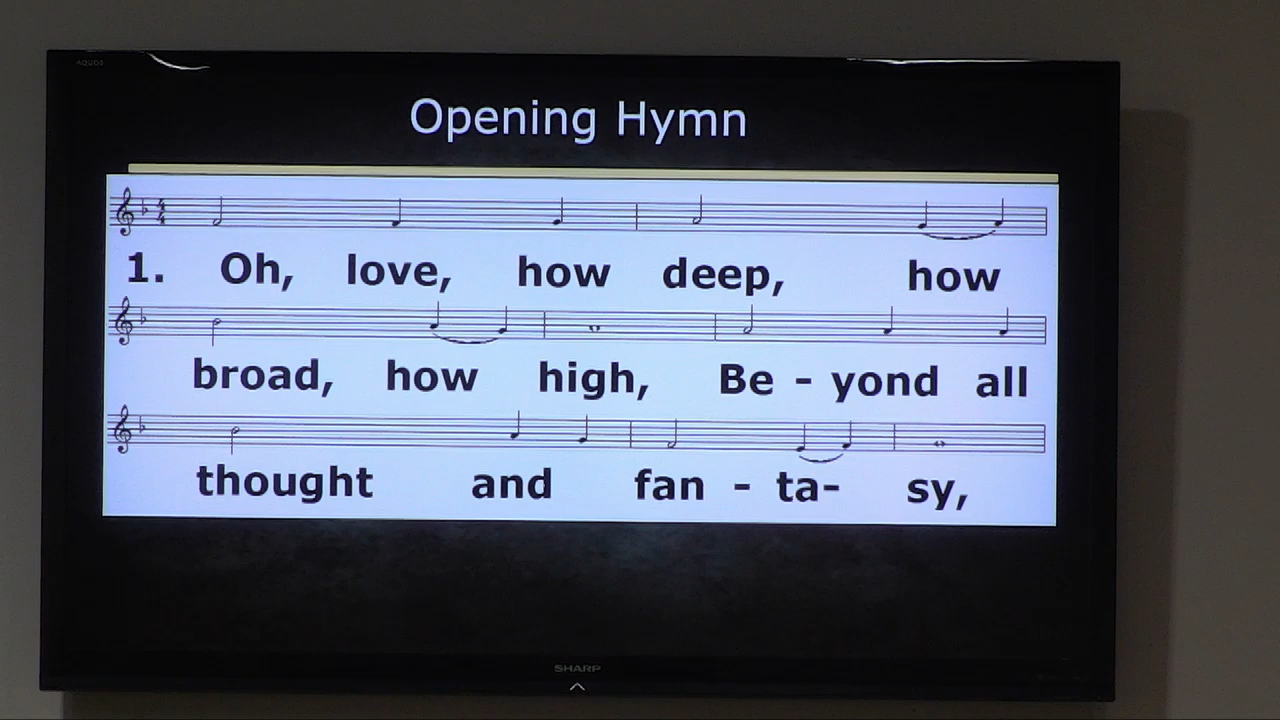 AQUOS
Opening Hymn
1. Oh, love, how deep, how
broad, how high, Be - yond all
thought and fan - ta- sy,
SHARP